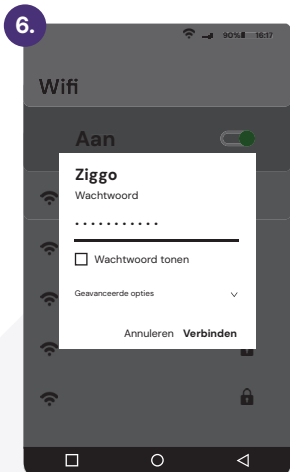 6.
90% 16:17
Wifi
Aan
Ziggo
Wachtwoord
...........
Wachtwoord tonen
Geavanceerde opties
Annuleren Verbinden